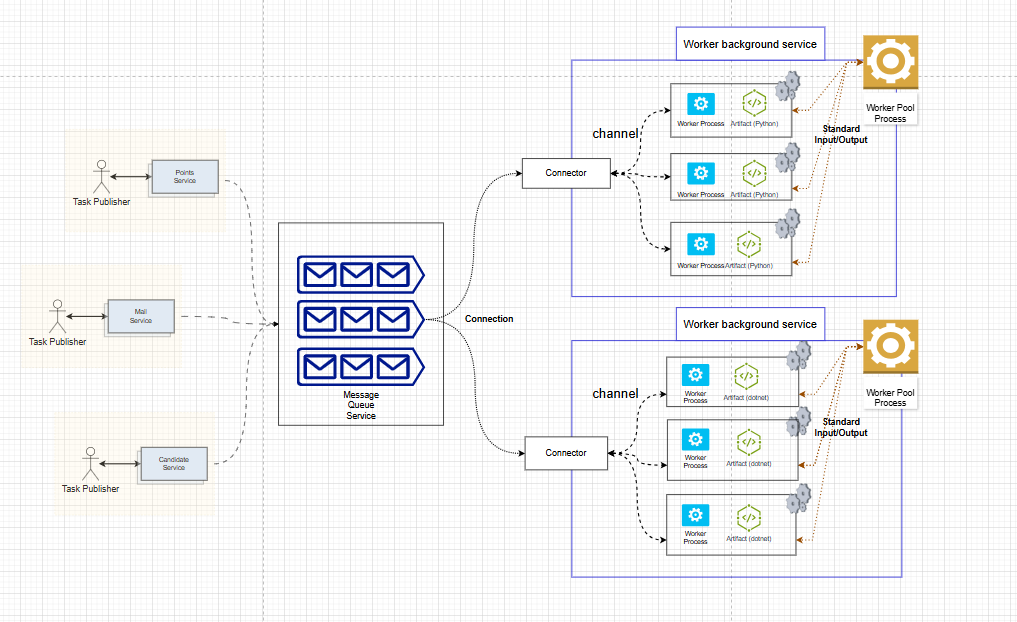 Points
Service
Task Publisher
Mail
Service
Task Publisher
Candidate
Service
Task Publisher
Message
Queue
Service
Connection
Worker background service
Connector
channel
Worker Process
Artifact (Python)
Worker Process
Artifact (Python)
Worker Process
Artifact (Python)
Worker Pool
Process
Standard
Input/Output
Worker background service
Connector
channel
Worker
Process
Artifact (dotnet)
Worker
Process
Artifact (dotnet)
Worker
Process
Artifact (dotnet)
Worker Pool
Process
Standard
Input/Output